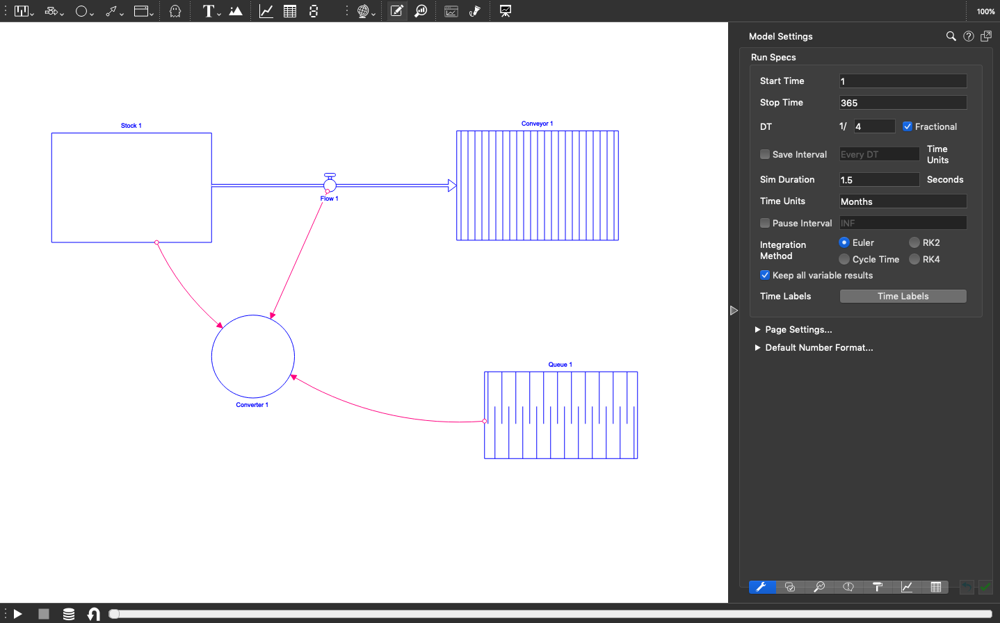 100%
Model Settings
Run Specs
Start Time 1
Stop Time 365
DT 1/ 4 Fractional
Save Interval Every DT Time Units
Sim Duration 1.5 Seconds
Time Units Months
Pause Interval INF
Integration Method Euler RK2
Cycle Time RK4
Keep all variable results
Time Labels Time Labels
Page Settings...
Default Number Format...
Stock 1
Conveyor 1
Flow 1
Queue 1
Converter 1